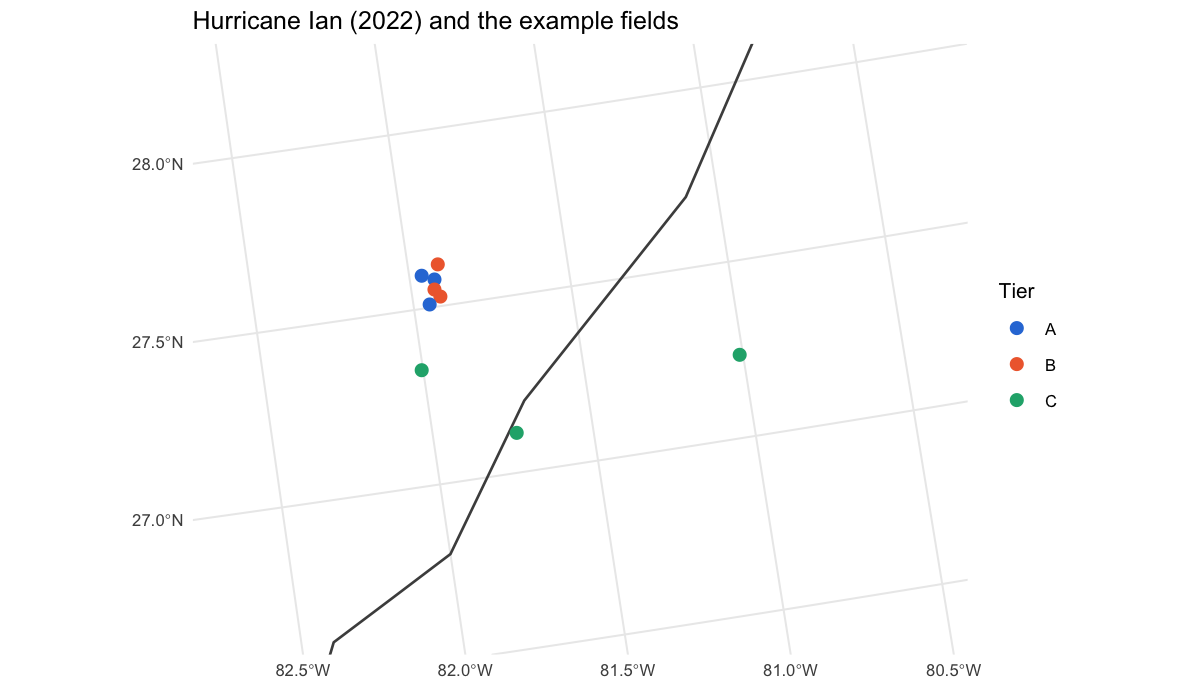 Hurricane Ian (2022) and the example fields
28.0°N
27.5°N
27.0°N
82.5°W
82.0°W
81.5°W
81.0°W
80.5°W
Tier
A
B
C